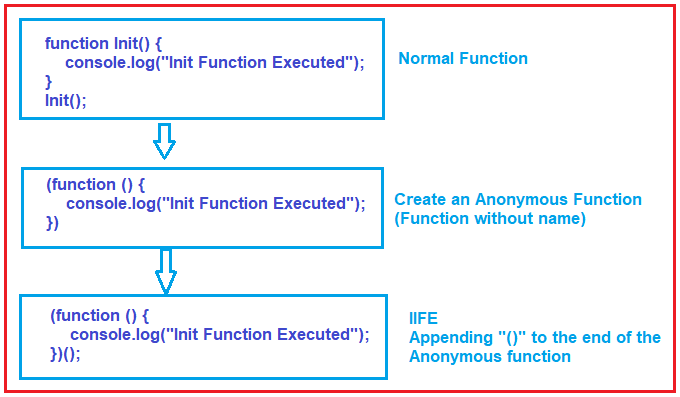 function Init() {
console.log("Init Function Executed");
}
Init();
Normal Function
(function () {
console.log("Init Function Executed");
})
Create an Anonymous Function
(Function without name)
(function () {
console.log("Init Function Executed");
})();
IIFE
Appending "()" to the end of the
Anonymous function